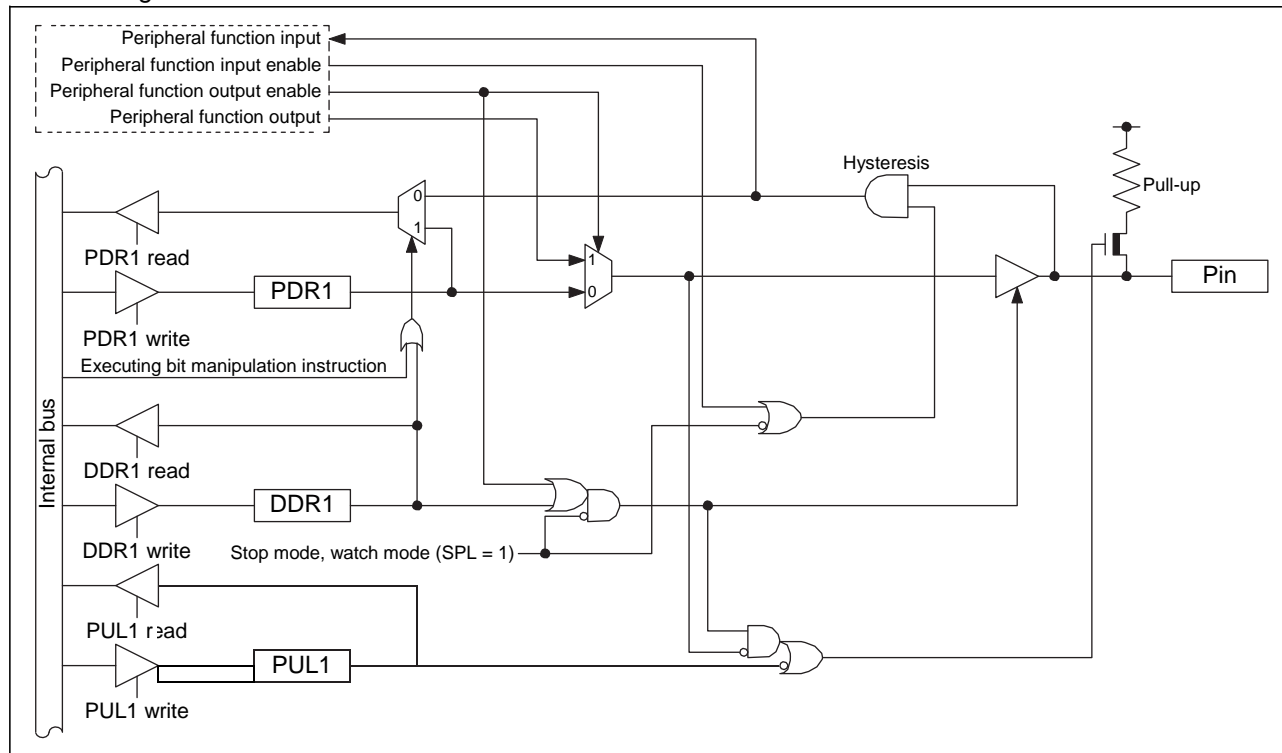 Peripheral function input
Peripheral function input enable
Peripheral function output enable
Peripheral function output
Hysteresis
Pull-up
0
1
PDR1 read
1
0
PDR1
Pin
PDR1 write
Executing bit manipulation instruction
Internal bus
DDR1 read
DDR1
DDR1 write
Stop mode, watch mode (SPL = 1)
PUL1 read
PUL1
PUL1 write